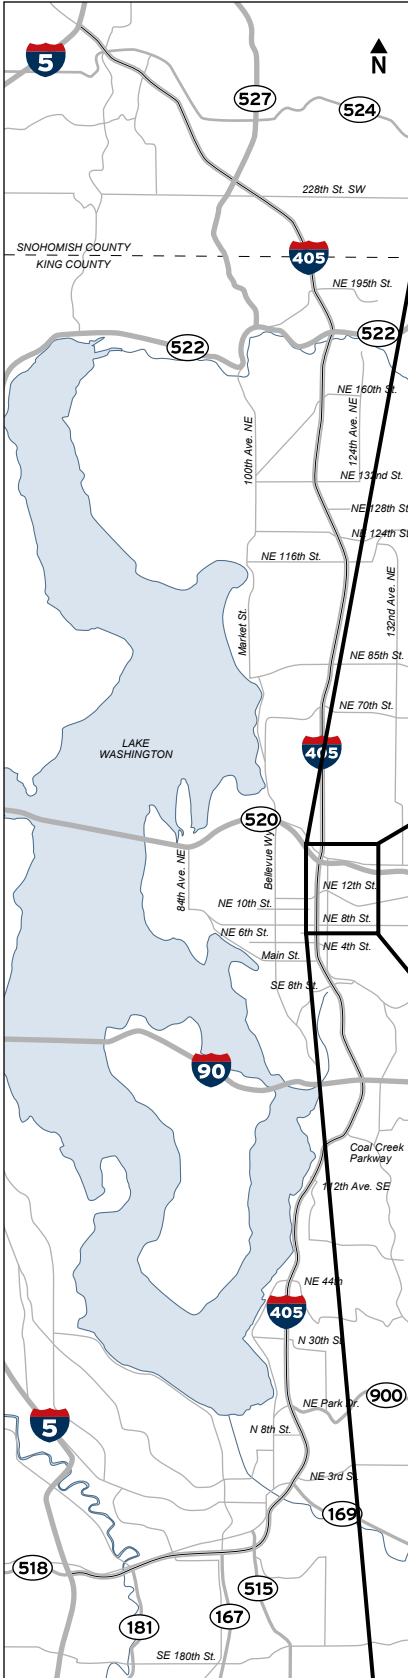 5
N
527
524
228th St. SW
SNOHOMISH COUNTY
KING COUNTY
405
NE 195th St.
522
522
NE 160th St.
100th Ave. NE
124th Ave. NE
NE 132nd St.
NE 128th St
NE 124th St
NE 116th St.
132nd Ave. NE
Market St.
NE 85th St.
NE 70th St.
LAKE
WASHINGTON
405
520
Bellevue Wy
84th Ave. NE
NE 12th St.
NE 10th St.
NE 8th St.
NE 6th St.
NE 4th St.
Main St.
SE 8th St.
90
Coal Creek
Parkway
112th Ave. SE
NE 44th
405
N 30th St
900
NE Park Dr.
5
N 8th St.
NE 3rd St.
169
518
515
167
181
SE 180th St.